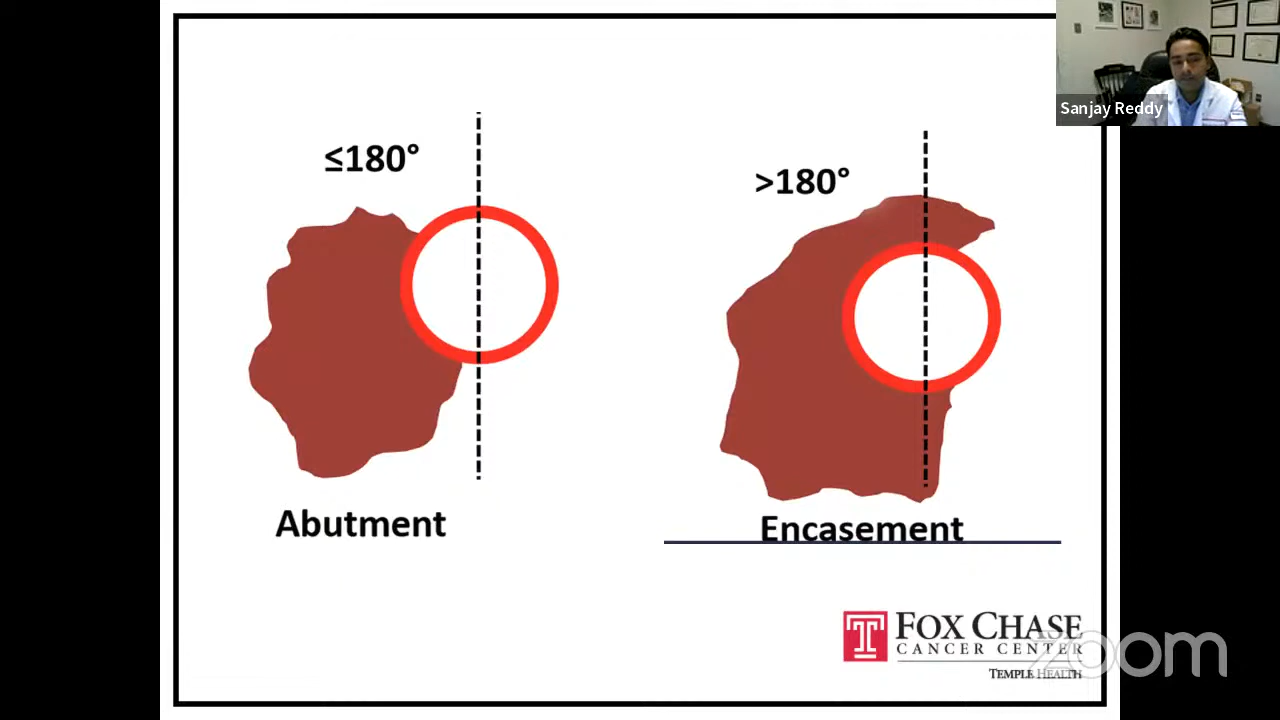 Sanjay Reddy
≤180°
>180°
Abutment
Encasement
FOX CHASE
CANCER CENTER
TEMPLE HEALTH
zoom